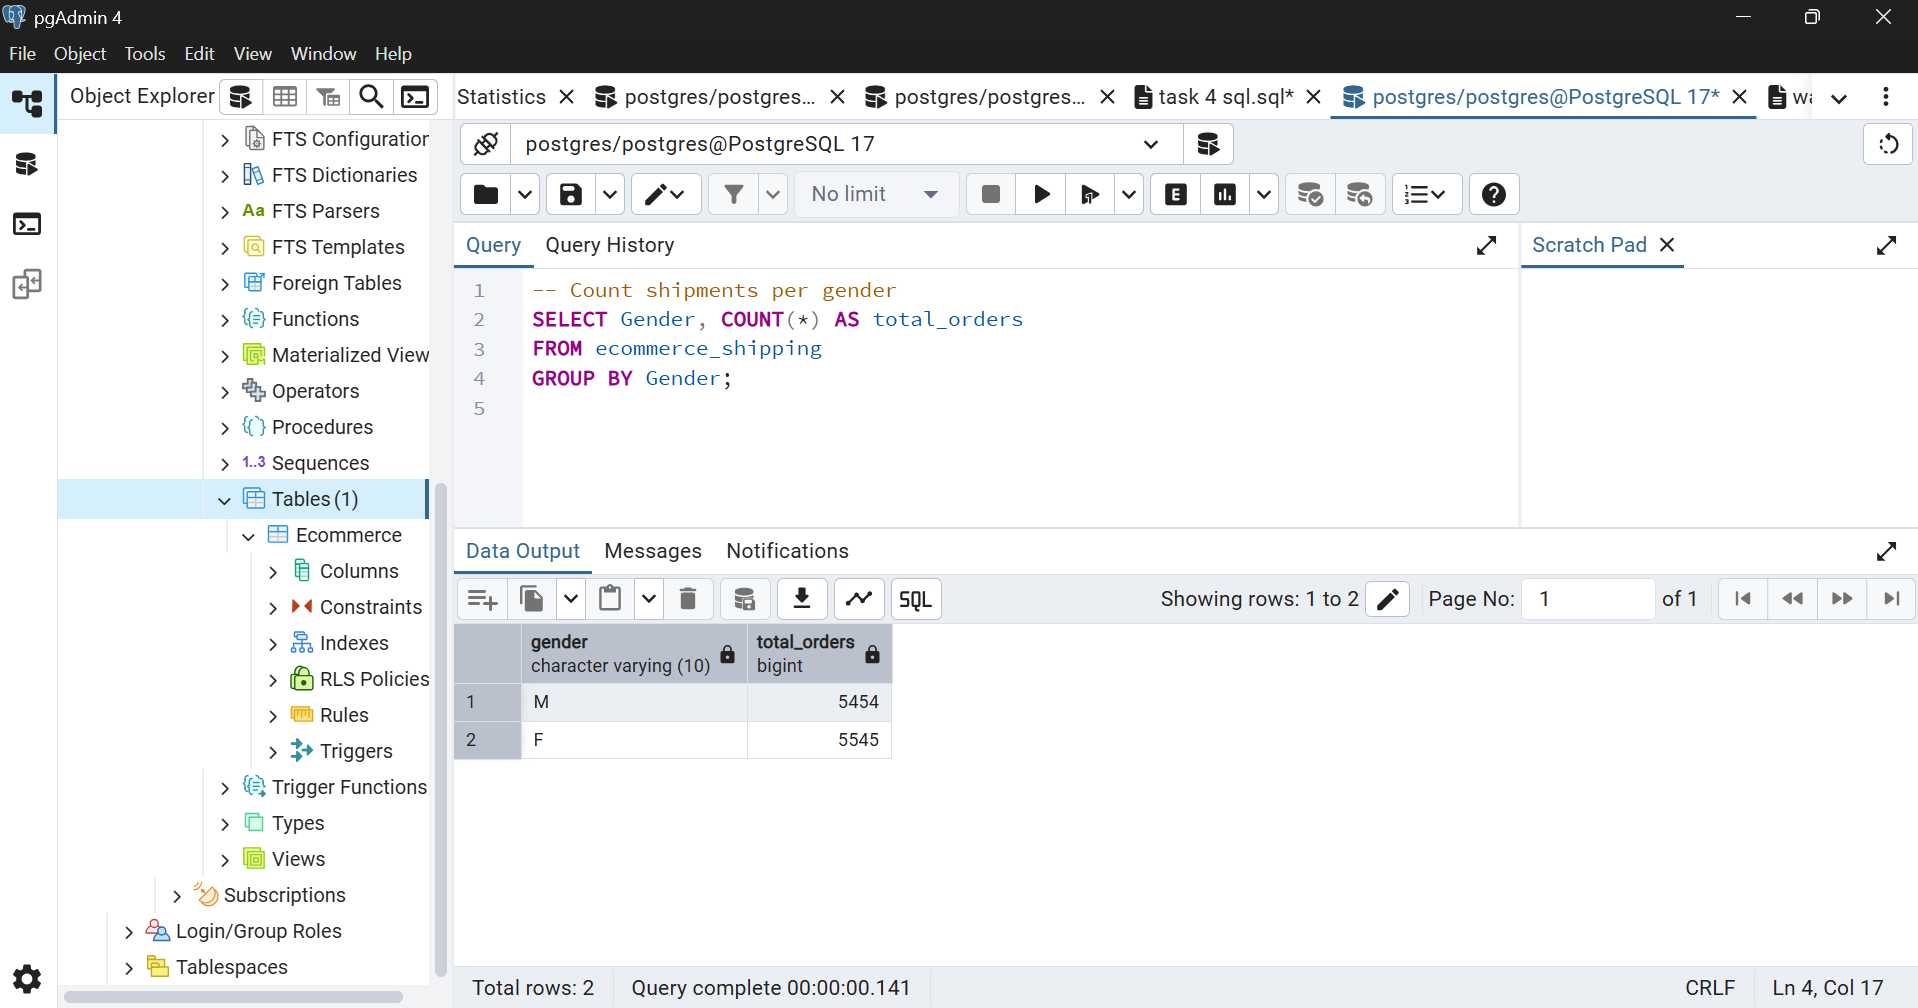 pgAdmin 4
File Object Tools Edit View Window Help
Object Explorer
Statistics
postgres/postgres...
postgres/postgres...
task 4 sql.sql*
postgres/postgres@PostgreSQL 17*
FTS Configuration
FTS Dictionaries
Aa FTS Parsers
FTS Templates
Foreign Tables
Functions
Materialized View
Operators
Procedures
1..3 Sequences
Tables (1)
Ecommerce
Columns
Constraints
Indexes
RLS Policies
Rules
Triggers
Trigger Functions
Types
Views
Subscriptions
Login/Group Roles
Tablespaces
postgres/postgres@PostgreSQL 17
No limit
E
Query Query History
Scratch Pad
1 -- Count shipments per gender
2 SELECT Gender, COUNT(*) AS total_orders
3 FROM ecommerce_shipping
4 GROUP BY Gender;
5
Data Output Messages Notifications
SQL
Showing rows: 1 to 2
Page No: 1 of 1
gender total_orders
character varying (10) bigint
1 M 5454
2 F 5545
Total rows: 2 Query complete 00:00:00.141 CRLF Ln 4, Col 17